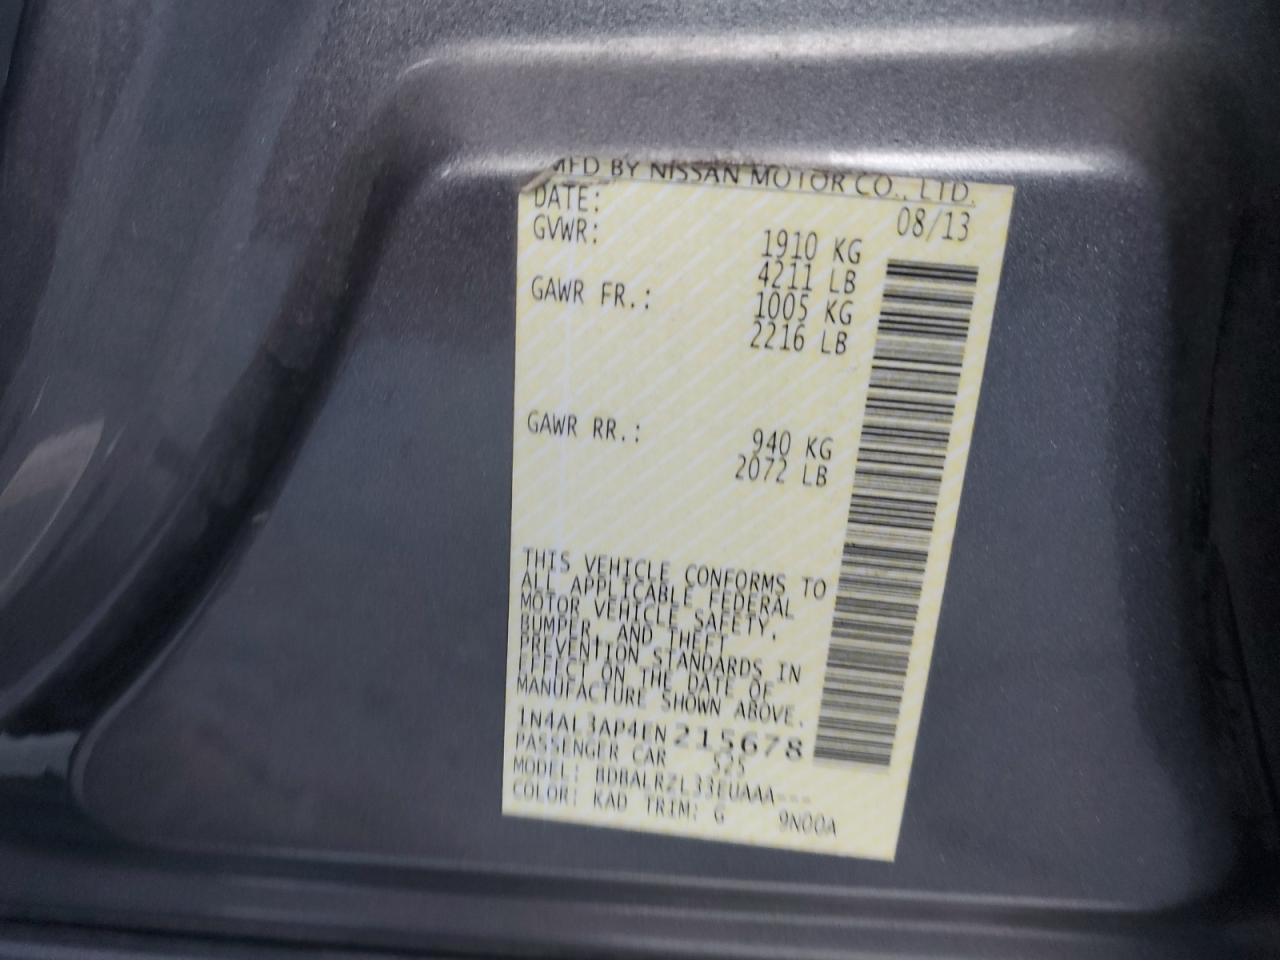 MFD BY NISSAN MOTOR CO., LTD.
DATE: 08/13
GVWR: 1910 KG
4211 LB
GAWR FR.: 1005 KG
2216 LB
GAWR RR.: 940 KG
2072 LB
THIS VEHICLE CONFORMS TO
ALL APPLICABLE FEDERAL
MOTOR VEHICLE SAFETY,
BUMPER, AND THEFT
PREVENTION STANDARDS IN
EFFECT ON THE DATE OF
MANUFACTURE SHOWN ABOVE.
1N4AL3AP4EN215678
PASSENGER CAR 525
MODEL: BDBALRZL33EUAAA---
COLOR: KAD TRIM: G 9N00A